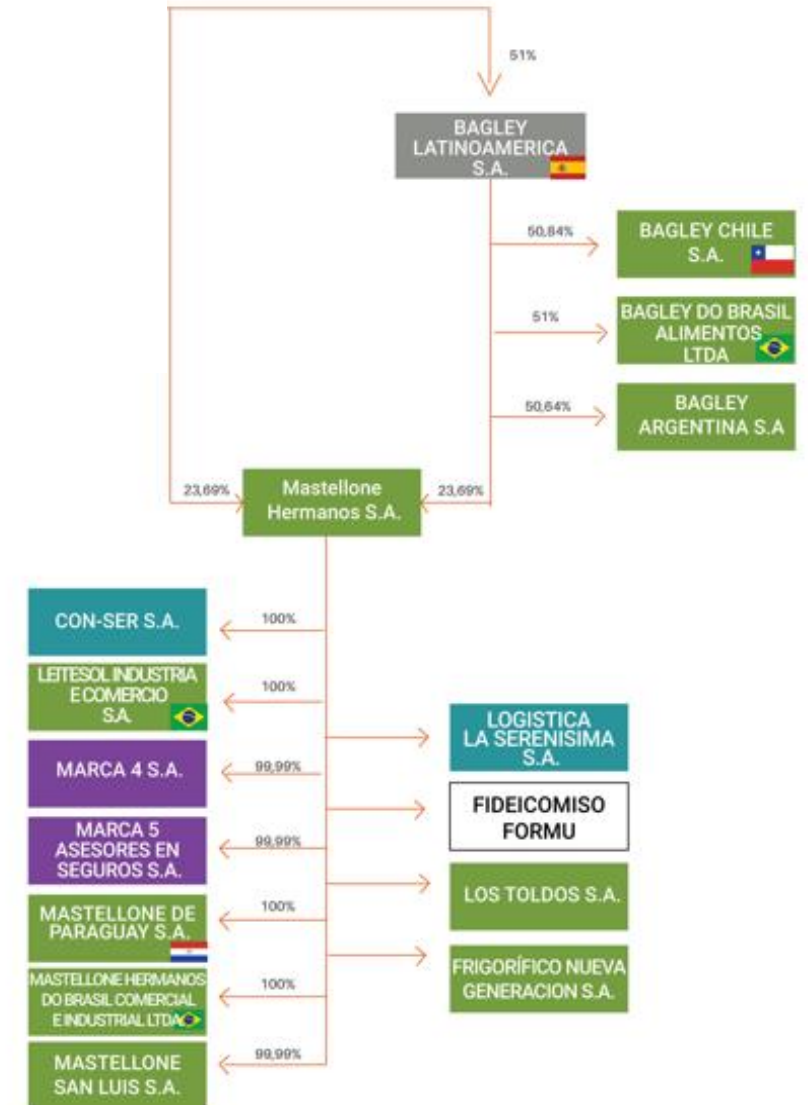 51%
BAGLEY
LATINOAMERICA
S.A.
50,84%
BAGLEY CHILE
S.A.
51%
BAGLEY DO BRASIL
ALIMENTOS
LTDA
50,64%
BAGLEY
ARGENTINA S.A
23,69%
Mastellone
Hermanos S.A.
23,69%
CON-SER S.A.
100%
LEITESOL INDUSTRIA
E COMERCIO
S.A.
100%
LOGISTICA
LA SERENISIMA
S.A.
MARCA 4 S.A.
99,99%
FIDEICOMISO
FORMU
MARCA 5
ASESORES EN
SEGUROS S.A.
99,99%
LOS TOLDOS S.A.
MASTELLONE DE
PARAGUAY S.A.
100%
FRIGORÍFICO NUEVA
GENERACION S.A.
MASTELLONE HERMANOS
DO BRASIL COMERCIAL
E INDUSTRIAL LTDA
100%
MASTELLONE
SAN LUIS S.A.
99,99%